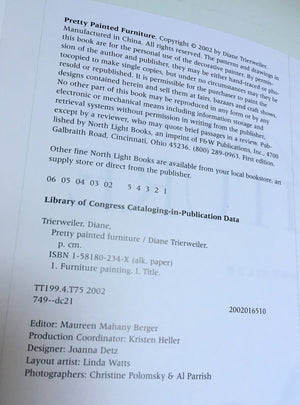 Pretty Painted Furniture. Copyright © 2002 by Diane Trierweiler.
Manufactured in China. All rights reserved. The patterns and drawings in
this book are for the personal use of the decorative painter. By permis-
sion of the author and publisher, they may be either hand-traced or pho-
tocopied to make single copies, but under no circumstances may they be
resold or republished. It is permissible for the purchaser to paint the
designs contained herein and sell them at fairs, bazaars and craft shows.
No other part of this book may be reproduced in any form or by any
electronic or mechanical means including information storage and
retrieval systems without permission in writing from the publisher,
except by a reviewer, who may quote brief passages in a review. Pub-
lished by North Light Books, an imprint of F&W Publications, Inc., 4700
Galbraith Road, Cincinnati, Ohio 45236. (800) 289-0963. First edition.
Other fine North Light Books are available from your local bookstore, art
supply store or direct from the publisher.
06 05 04 03 02 5 4 3 2 1
Library of Congress Cataloging-in-Publication Data
Trierweiler, Diane.
Pretty painted furniture / Diane Trierweiler.
p. cm.
ISBN 1-58180-234-X (alk. paper)
1. Furniture painting. I. Title.
TT199.4.T75 2002
749--dc21
2002016510
Editor: Maureen Mahany Berger
Production Coordinator: Kristen Heller
Designer: Joanna Detz
Layout artist: Linda Watts
Photographers: Christine Polomsky & Al Parrish